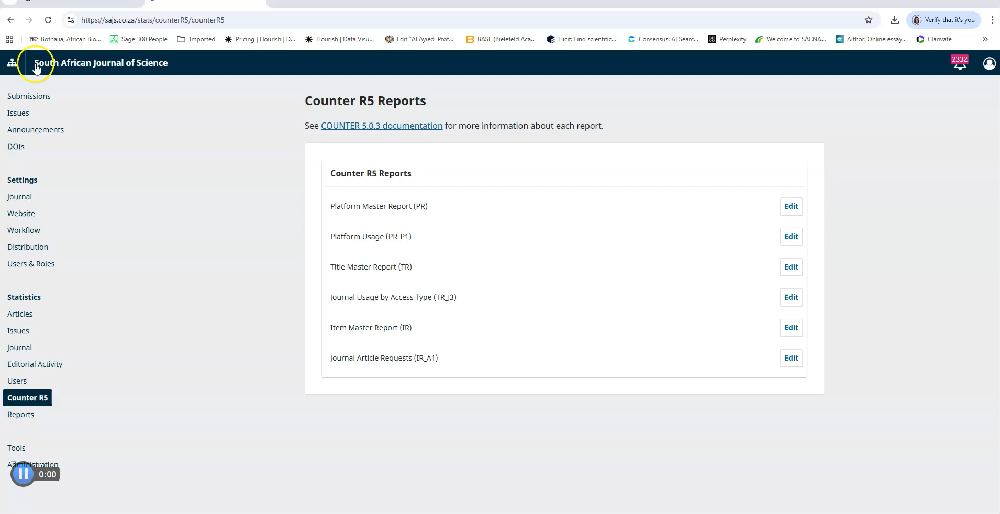 https://sajs.co.za/stats/counterR5/counterR5
Verify that it's you
PKP Bothalia, African Bio...
Sage 300 People
Imported
Pricing | Flourish | D...
Flourish | Data Visu...
Edit "AI Ayied, Prof...
BASE (Bielefeld Aca...
Elicit: Find scientific...
Consensus: AI Searc...
Perplexity
Welcome to SACNA...
Aithor: Online essay...
Clarivate
South African Journal of Science
2332
Submissions
Issues
Announcements
DOIs
Settings
Journal
Website
Workflow
Distribution
Users & Roles
Statistics
Articles
Issues
Journal
Editorial Activity
Users
Counter R5
Reports
Tools
Administration
0:00
Counter R5 Reports
See COUNTER 5.0.3 documentation for more information about each report.
Counter R5 Reports
Platform Master Report (PR) Edit
Platform Usage (PR_P1) Edit
Title Master Report (TR) Edit
Journal Usage by Access Type (TR_J3) Edit
Item Master Report (IR) Edit
Journal Article Requests (IR_A1) Edit